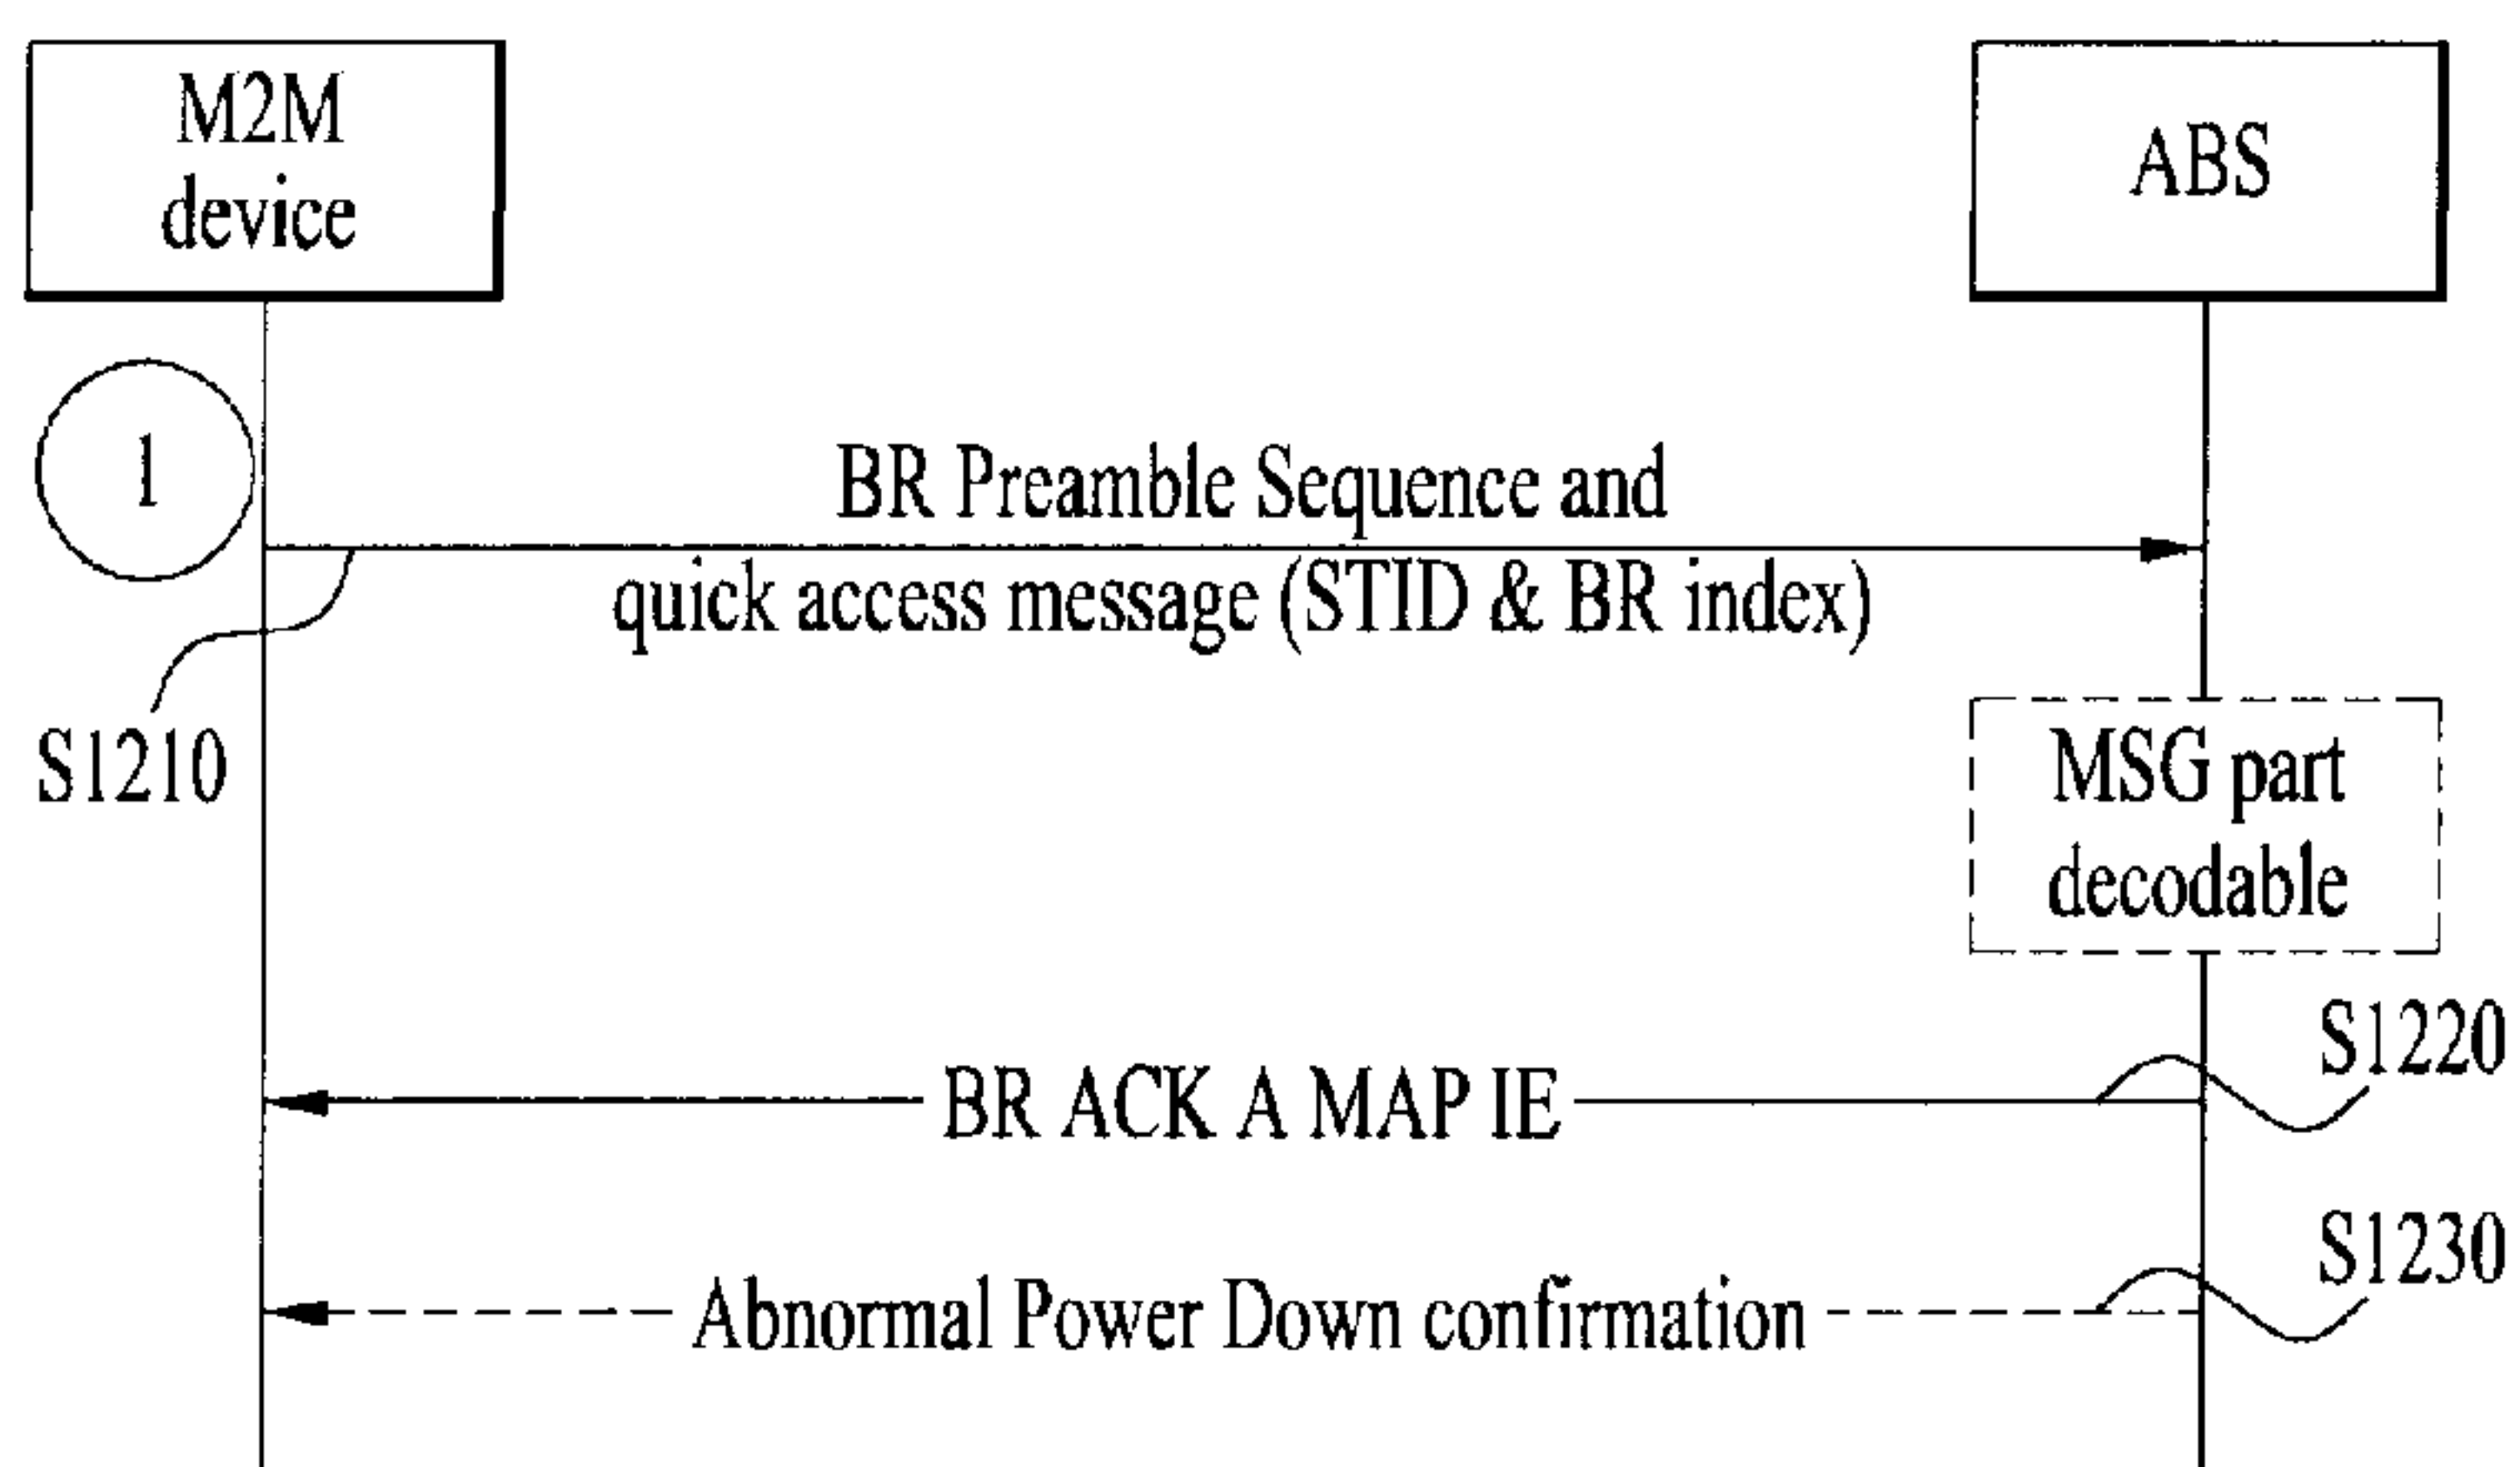 M2M
device
ABS
1
BR Preamble Sequence and
quick access message (STID & BR index)
S1210
MSG part
decodable
S1220
BR ACK A MAP IE
S1230
Abnormal Power Down confirmation